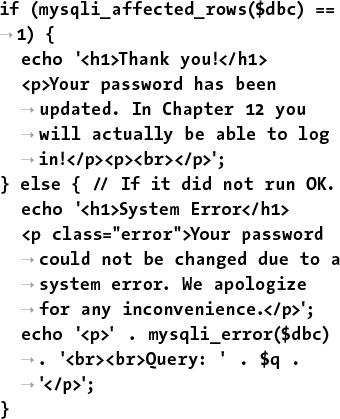 if (mysqli_affected_rows($dbc) ==
→ 1) {
echo '<h1>Thank you!</h1>
<p>Your password has been
→ updated. In Chapter 12 you
→ will actually be able to log
→ in!</p><p><br></p>';
} else { // If it did not run OK.
echo '<h1>System Error</h1>
<p class="error">Your password
→ could not be changed due to a
→ system error. We apologize
→ for any inconvenience.</p>';
echo '<p>' . mysqli_error($dbc)
→ . '<br><br>Query: ' . $q .
→ '</p>';
}